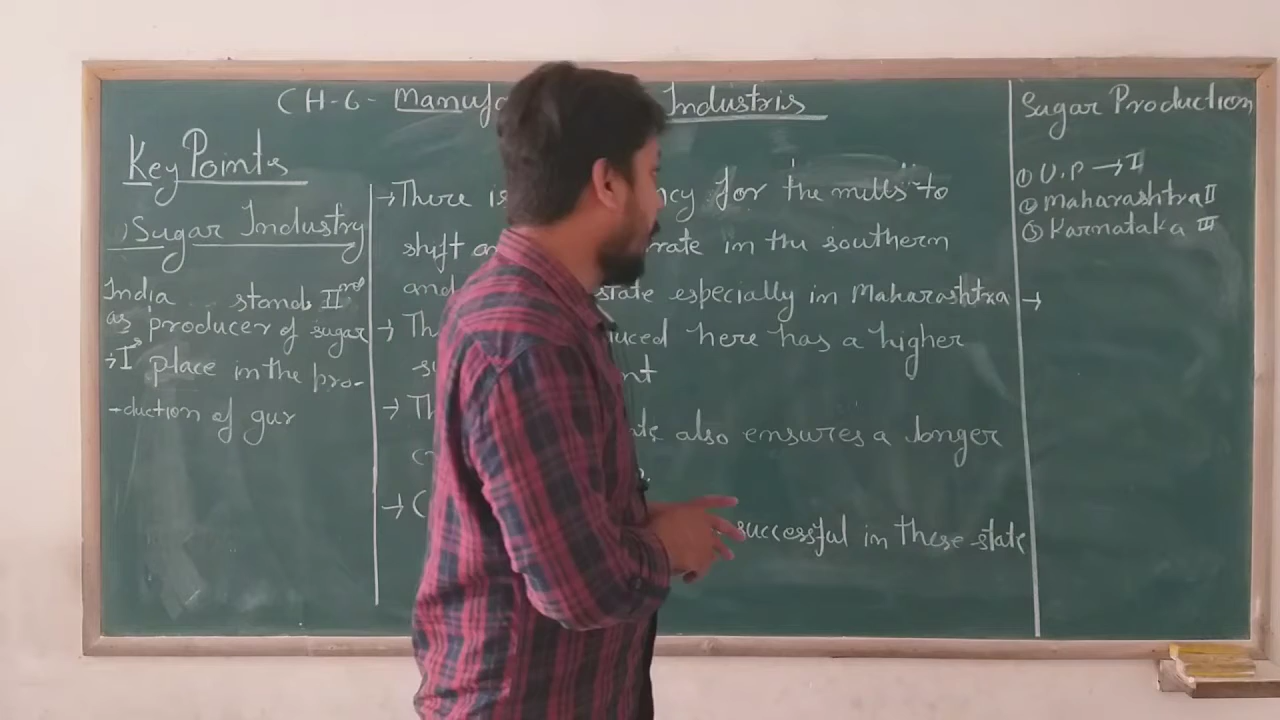 CH-6- Manufa Industris
Key Points
Sugar Industry
India stands IInd
as producer of sugar
→ Ist place in the pro-
-duction of gur
→ There is ncy for the mills to
shift rate in the southern
and state especially in Maharashtra
→ Th uced here has a higher
su nt
→ Th also ensures a longer
→ C successful in these state
Sugar Production
① U.P → I
② Maharashtra II
③ Karnataka III
→